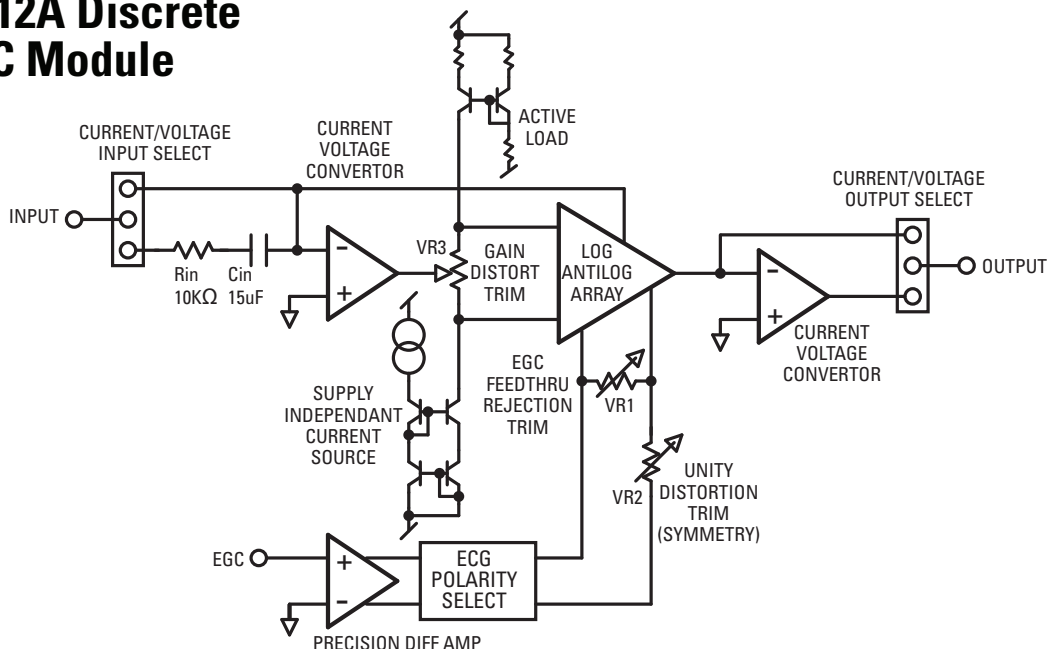 12A Discrete
C Module
ACTIVE
LOAD
CURRENT/VOLTAGE
INPUT SELECT
CURRENT
VOLTAGE
CONVERTOR
CURRENT/VOLTAGE
OUTPUT SELECT
INPUT
Rin
10KΩ
Cin
15uF
−
+
VR3
GAIN
DISTORT
TRIM
LOG
ANTILOG
ARRAY
−
+
OUTPUT
CURRENT
VOLTAGE
CONVERTOR
SUPPLY
INDEPENDANT
CURRENT
SOURCE
EGC
FEEDTHRU
REJECTION
TRIM
VR1
VR2
UNITY
DISTORTION
TRIM
(SYMMETRY)
EGC
+
−
ECG
POLARITY
SELECT
PRECISION DIFF AMP